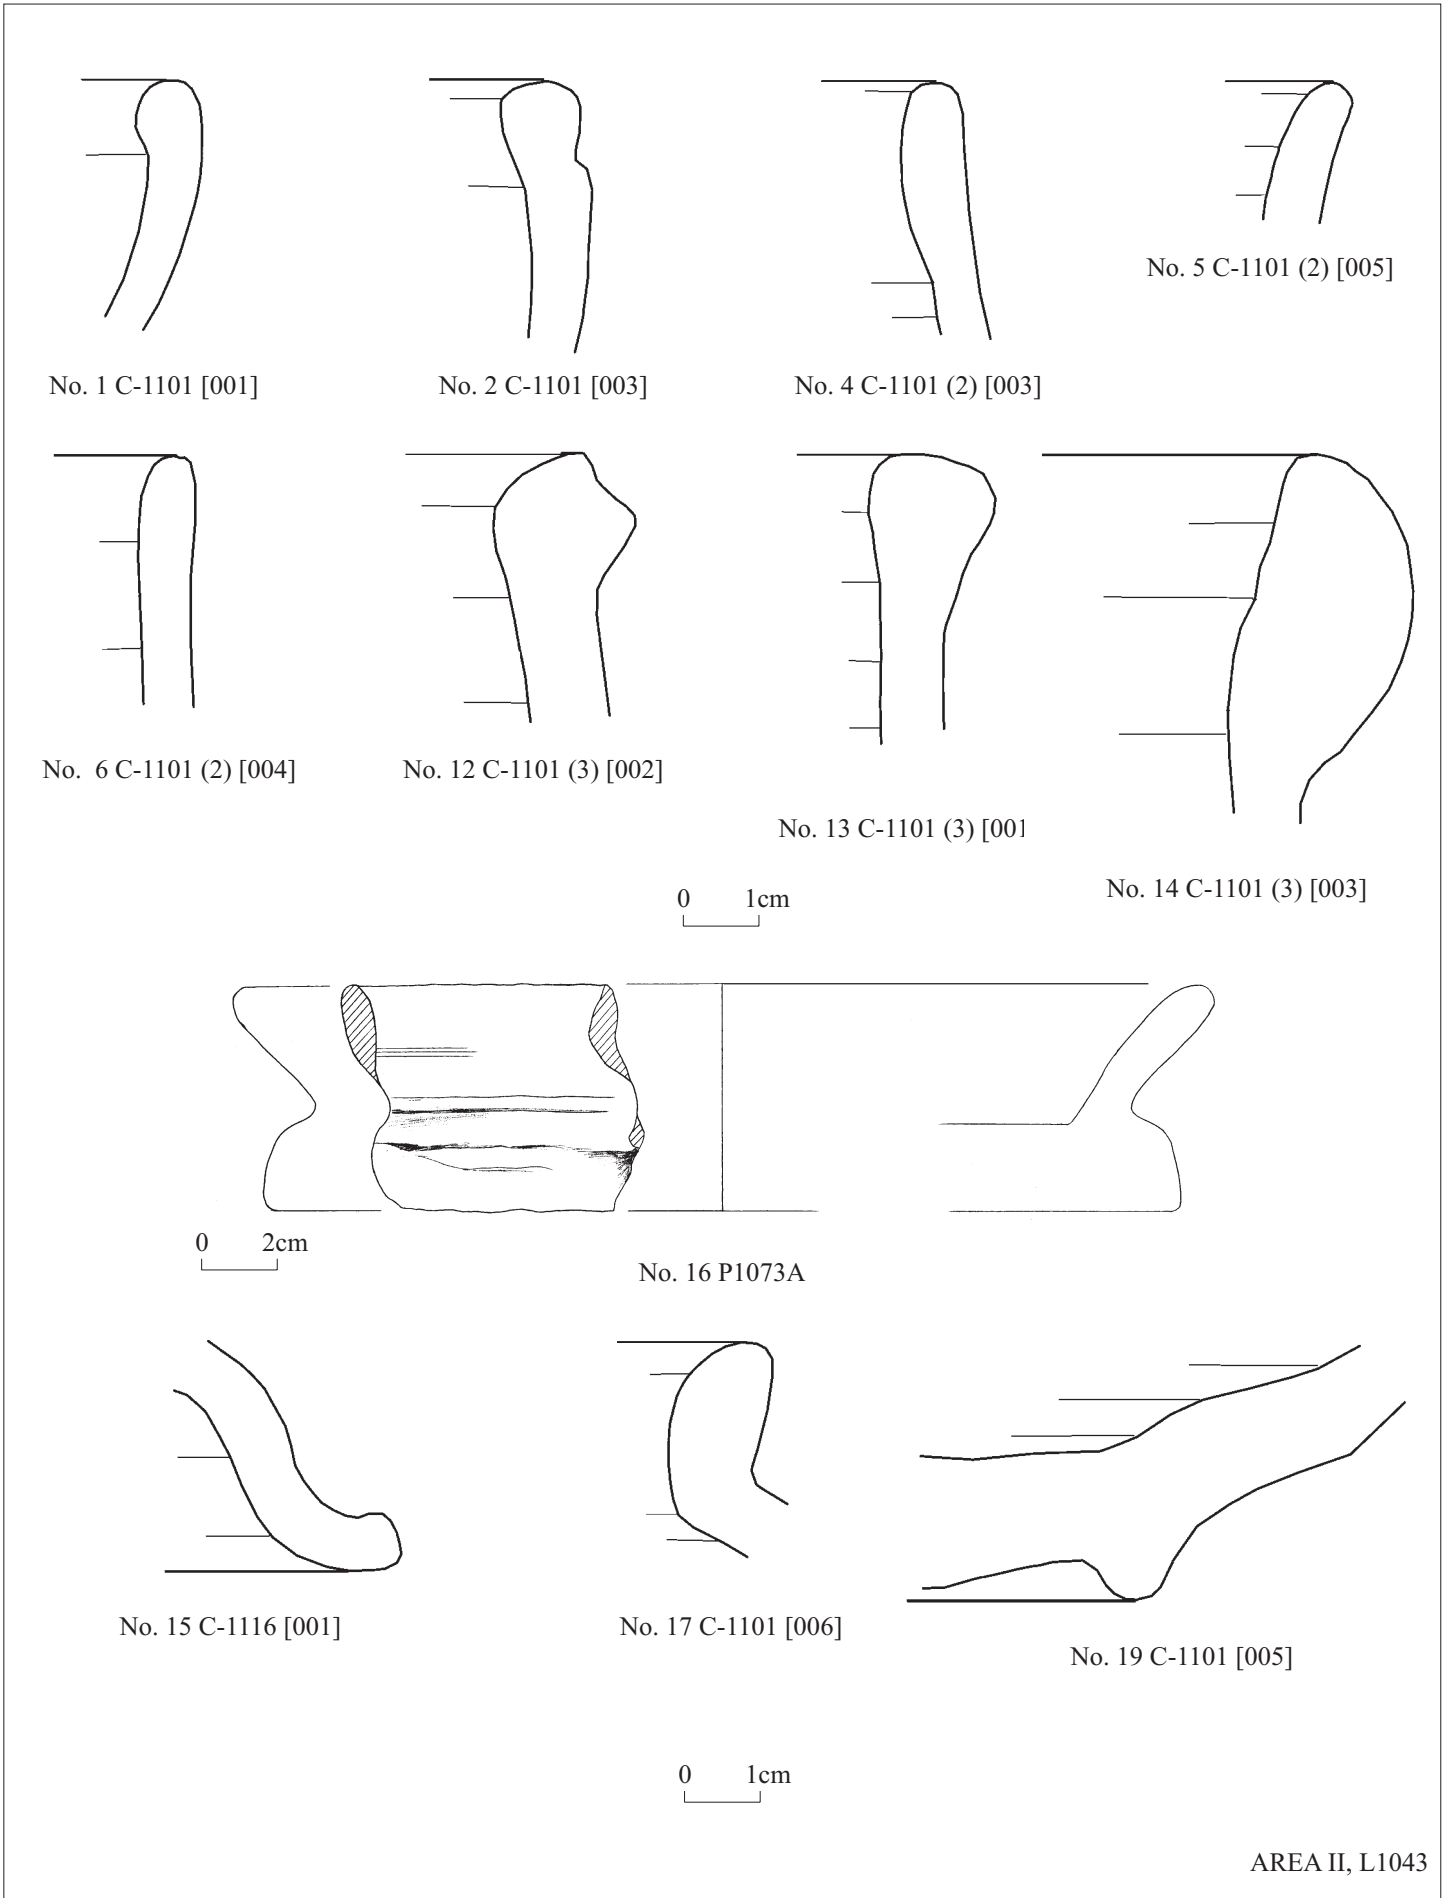 No. 1 C-1101 [001]
No. 2 C-1101 [003]
No. 4 C-1101 (2) [003]
No. 5 C-1101 (2) [005]
No. 6 C-1101 (2) [004]
No. 12 C-1101 (3) [002]
No. 13 C-1101 (3) [001
No. 14 C-1101 (3) [003]
0 1cm
0 2cm
No. 16 P1073A
No. 15 C-1116 [001]
No. 17 C-1101 [006]
No. 19 C-1101 [005]
0 1cm
AREA II, L1043